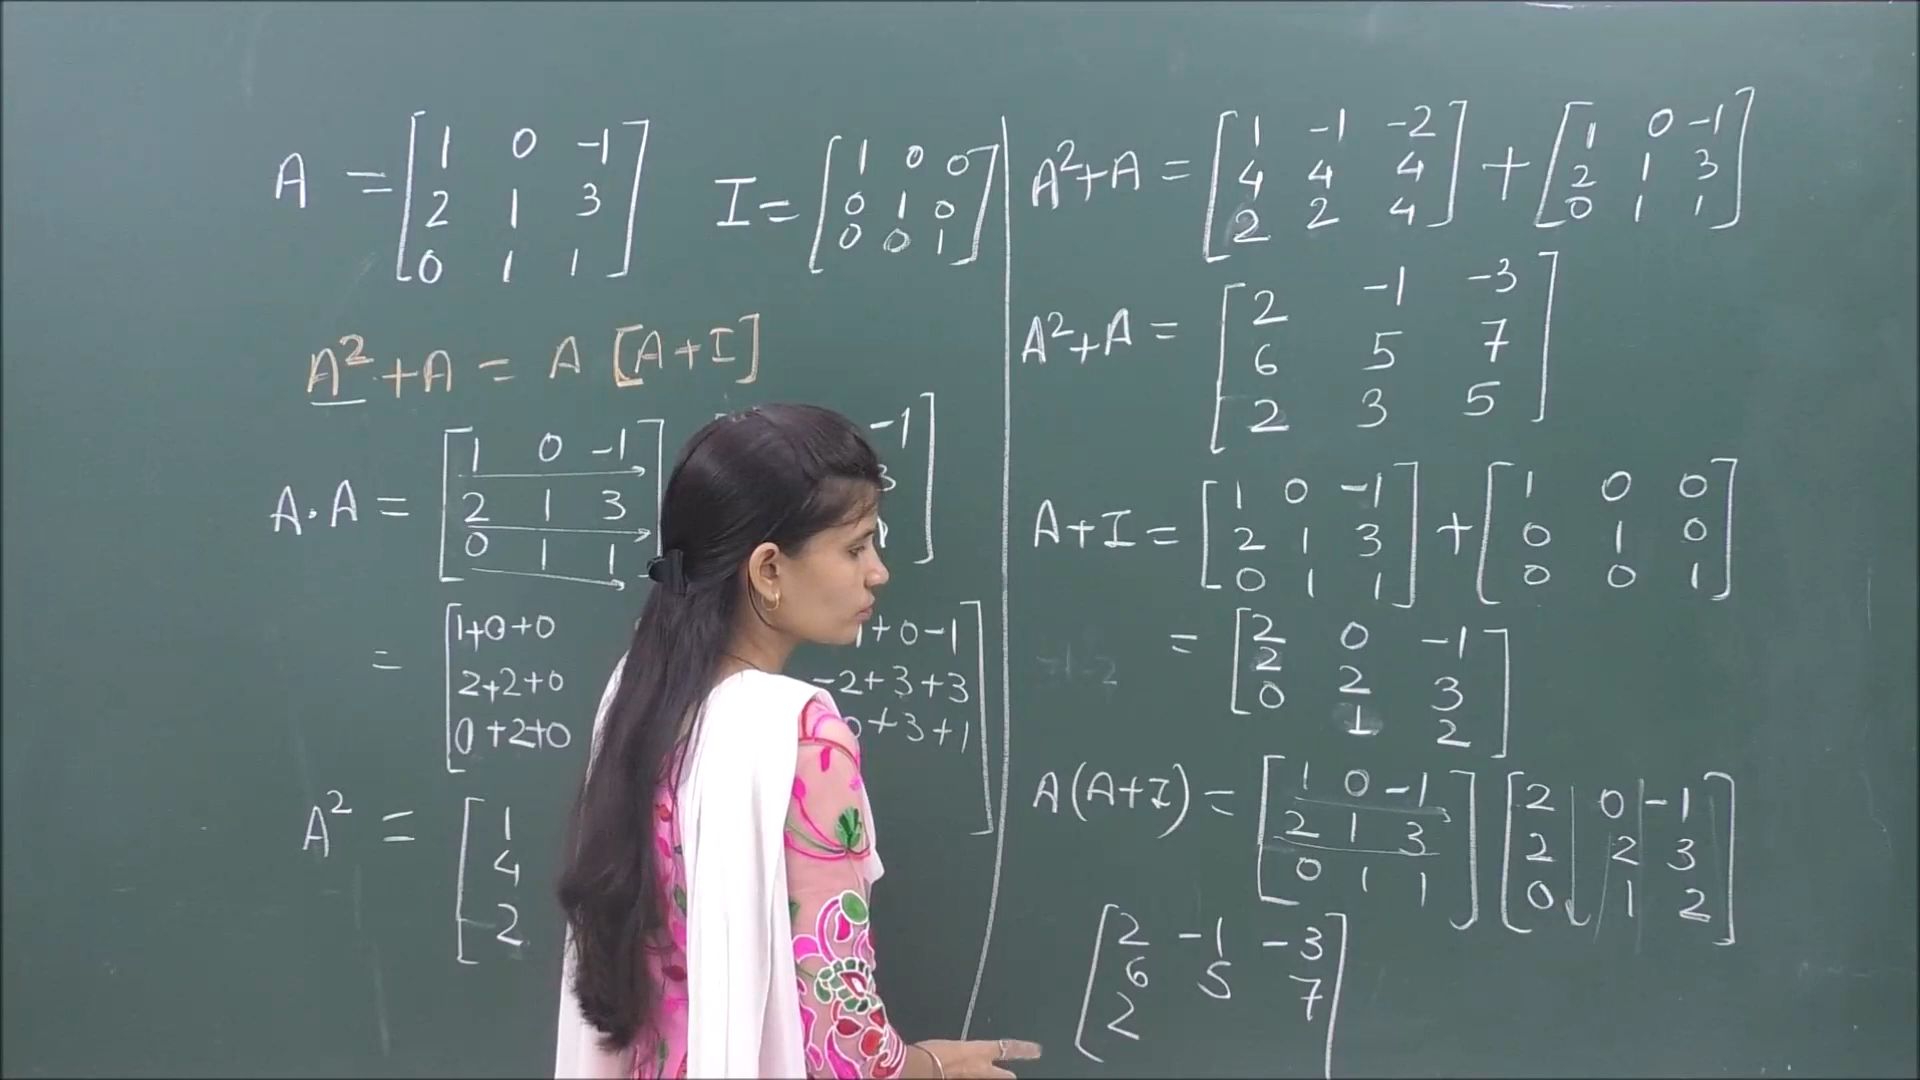 A = [1 0 -1
2 1 3
0 1 1]
I = [1 0 0
0 1 0
0 0 1]
A²+A = A [A+I]
A·A = [1 0 -1
2 1 3
0 1 1]
-1]
3
= [1+0+0
2+2+0
0+2+0
+0-1]
-2+3+3
0+3+1
A² = [1
4
2
A²+A = [1 -1 -2
4 4 4
2 2 4] + [1 0 -1
2 1 3
0 1 1]
A²+A = [2 -1 -3
6 5 7
2 3 5]
A+I = [1 0 -1
2 1 3
0 1 1] + [1 0 0
0 1 0
0 0 1]
= [2 0 -1
2 2 3
0 1 2]
A(A+I) = [1 0 -1
2 1 3
0 1 1] [2 0 -1
2 2 3
0 1 2]
[2 -1 -3
6 5 7
2